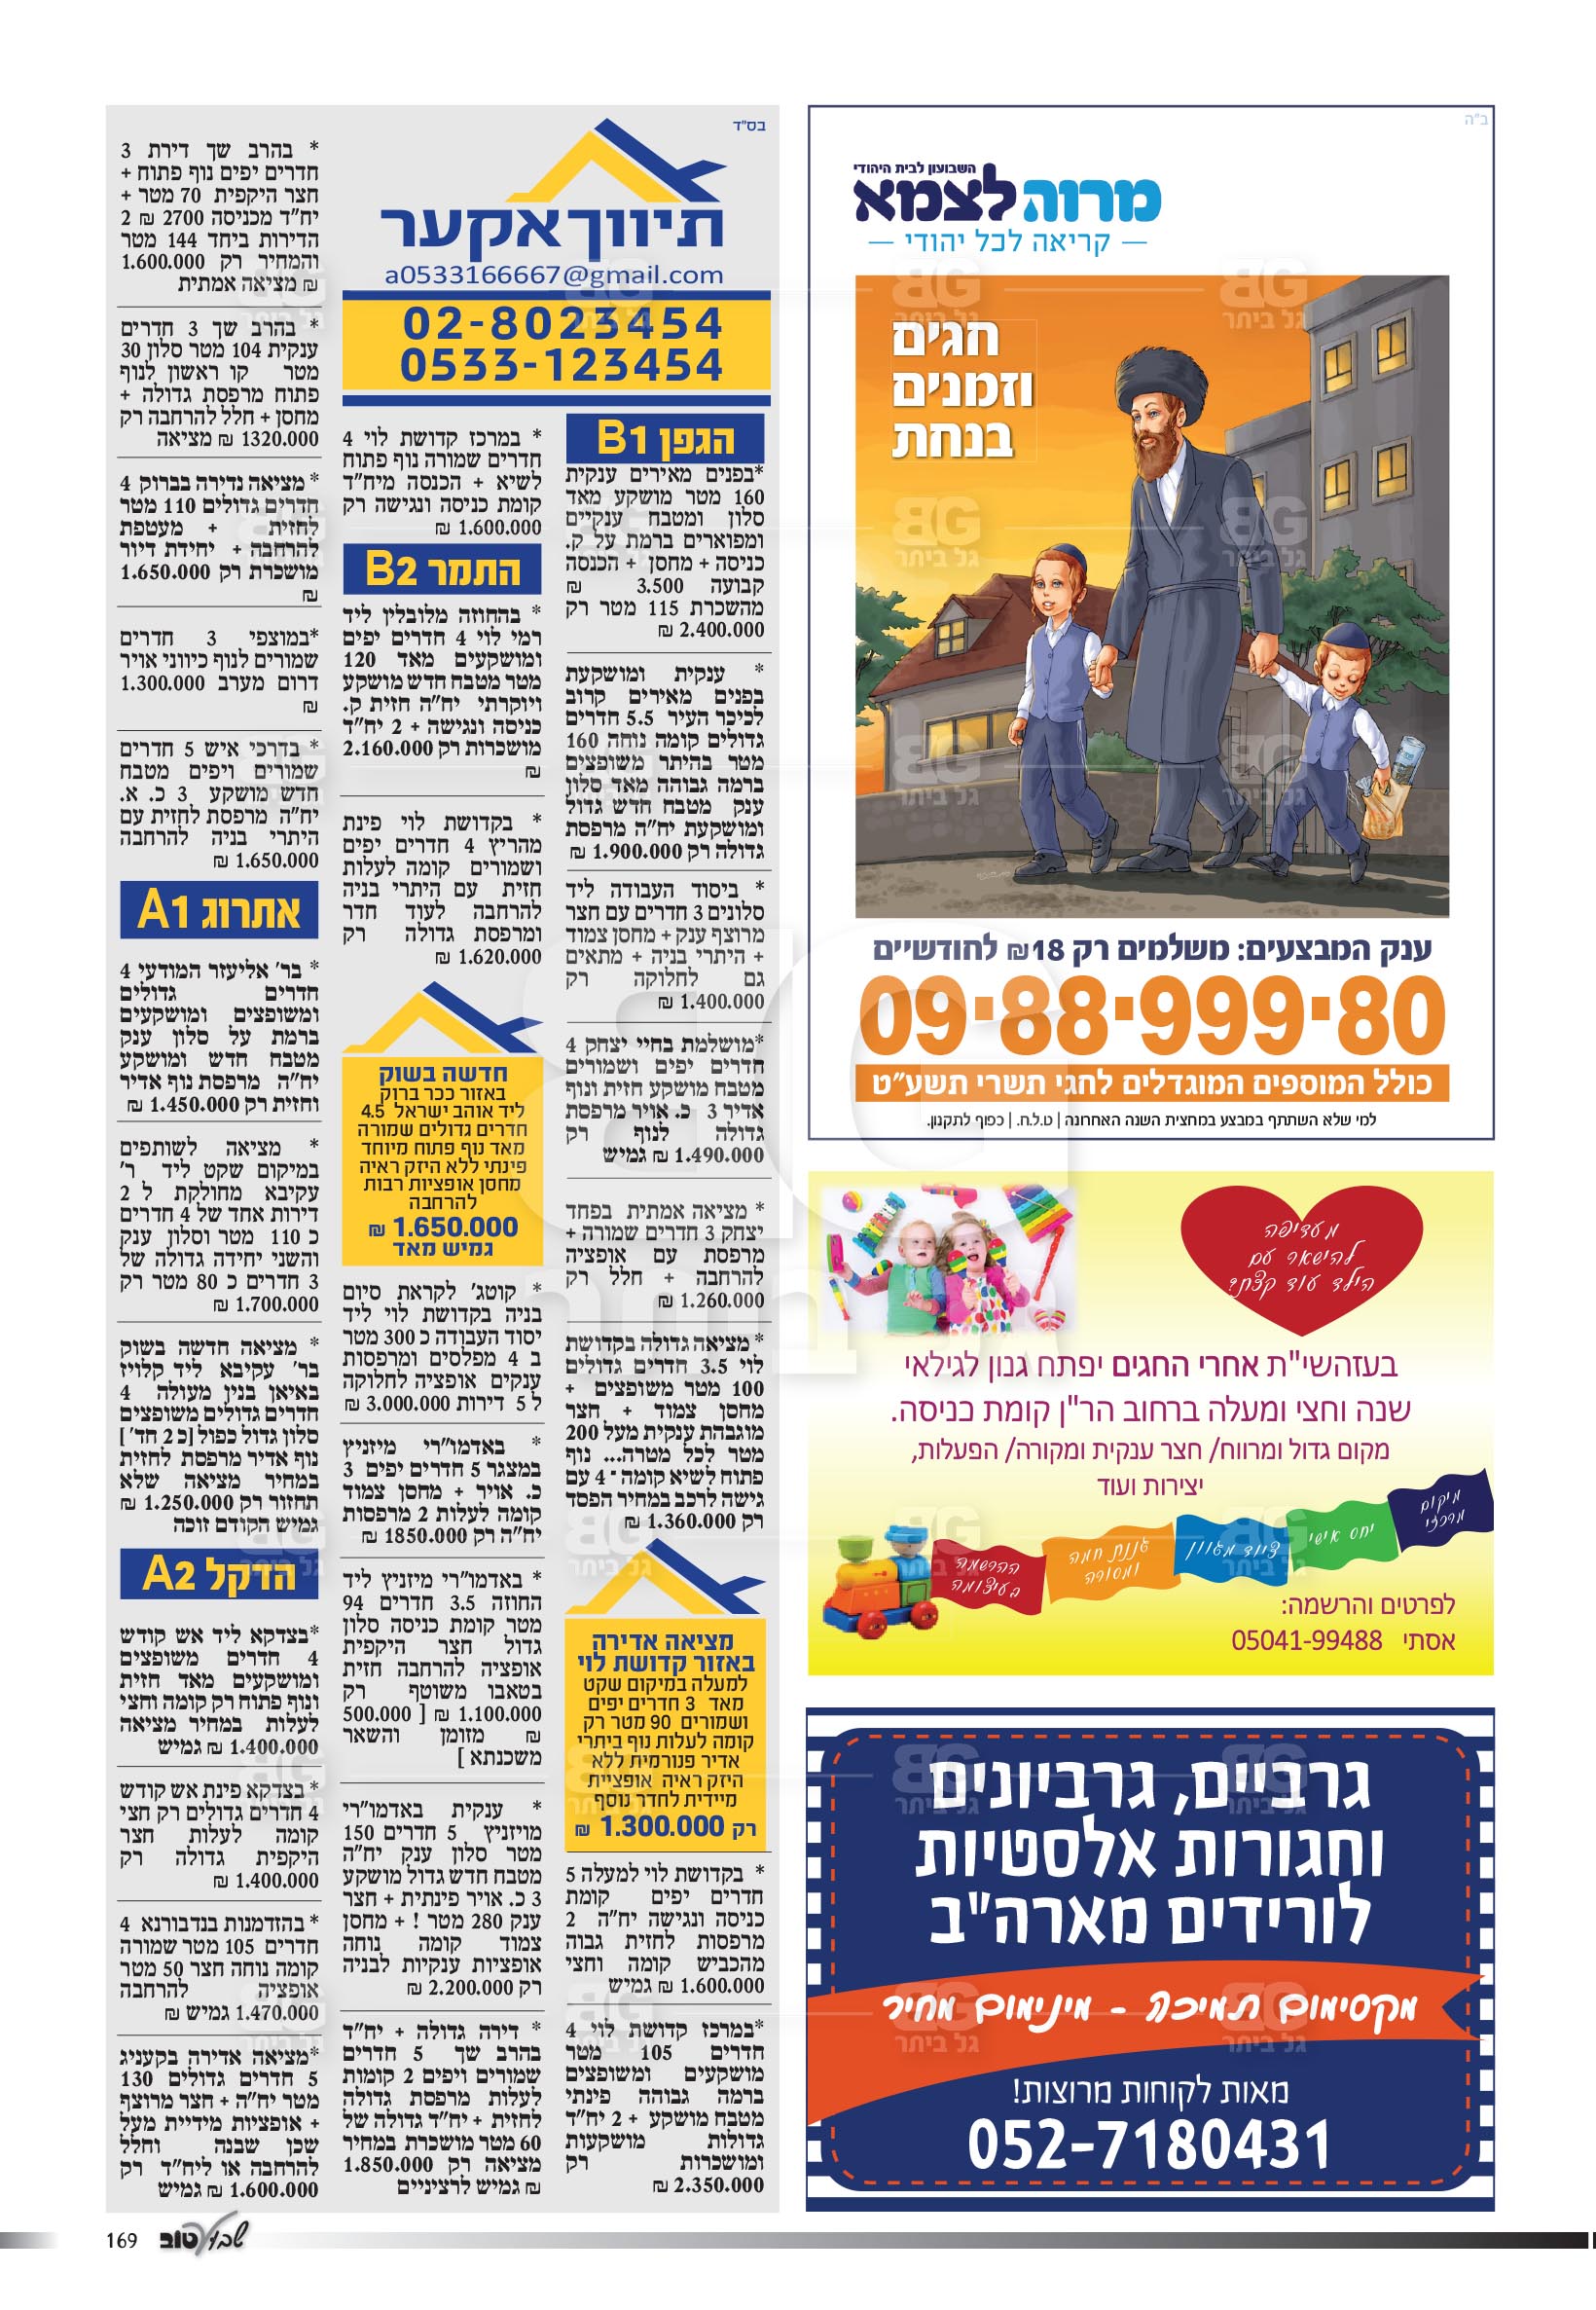 ב"ה
השבועון לבית היהודי
מרוה לצמא
— קריאה לכל יהודי —
חגים
וזמנים
בנחת
ענק המבצעים: משלמים רק 18 ₪ לחודשיים
09-88-999-80
כולל המוספים המוגדלים לחגי תשרי תשע"ט
למי שלא השתתף במבצע במחצית השנה האחרונה | ט.ל.ח. | כפוף לתקנון.
מעדיפה
להישאר עם
הילד עוד קצת?
בעזהשי"ת אחרי החגים יפתח גנון לגילאי
שנה וחצי ומעלה ברחוב הר"ן קומת כניסה.
מקום גדול ומרווח/ חצר ענקית ומקורה/ הפעלות,
יצירות ועוד
מיקום
מרכזי
יחס אישי
ציוד מגוון
גננת חמה
ומסורה
ההרשמה
בעיצומה
לפרטים והרשמה:
אסתי 05041-99488
גרביים, גרביונים
וחגורות אלסטיות
לורידים מארה"ב
מקסימום תמיכה - מינימום מחיר
מאות לקוחות מרוצות!
052-7180431
בס"ד
תיווך אקער
a0533166667@gmail.com
02-8023454
0533-123454
הגפן B1
*בפנים מאירים ענקית
160 מטר מושקע מאד
סלון ומטבח ענקיים
ומפוארים ברמת על ק.
כניסה + מחסן + הכנסה
קבועה 3.500 ₪
מהשכרת 115 מטר רק
2.400.000 ₪
* ענקית ומושקעת
בפנים מאירים קרוב
לכיכר העיר 5.5 חדרים
גדולים קומה נוחה 160
מטר בהיתר משופצים
ברמה גבוהה מאד סלון
ענק מטבח חדש גדול
ומושקעת יח"ה מרפסת
גדולה רק 1.900.000 ₪
* ביסוד העבודה ליד
סלונים 3 חדרים עם חצר
מרוצף ענק + מחסן צמוד
+ היתרי בניה + מתאים
גם לחלוקה רק
1.400.000 ₪
*מושלמת בחיי יצחק 4
חדרים יפים ושמורים
מטבח מושקע חזית ונוף
אדיר 3 כ. אויר מרפסת
גדולה לנוף רק
1.490.000 ₪ גמיש
* מציאה אמתית בפחד
יצחק 3 חדרים שמורה +
מרפסת עם אופציה
להרחבה + חלל רק
1.260.000 ₪
* מציאה גדולה בקדושת
לוי 3.5 חדרים גדולים
100 מטר משופצים +
מחסן צמוד + חצר
מוגבהת ענקית מעל 200
מטר לכל מטרה... נוף
פתוח לשיא קומה - 4 עם
גישה לרכב במחיר הפסד
רק 1.360.000 ₪
מציאה אדירה
באזור קדושת לוי
למעלה במיקום שקט
מאד 3 חדרים יפים
ושמורים 90 מטר רק
קומה לעלות נוף ביתרי
אדיר פנורמית ללא
היזק ראיה אופציית
מיידית לחדר נוסף
רק 1.300.000 ₪
* בקדושת לוי למעלה 5
חדרים יפים קומת
כניסה ונגישה יח"ה 2
מרפסות לחזית גבוה
מהכביש קומה וחצי
1.600.000 ₪ גמיש
*במרכז קדושת לוי 4
חדרים 105 מטר
מושקעים ומשופצים
ברמה גבוהה פינתי
מטבח מושקע + 2 יח"ד
גדולות מושקעות
ומושכרות רק
2.350.000 ₪
* במרכז קדושת לוי 4
חדרים שמורה נוף פתוח
לשיא + הכנסה מיח"ד
קומת כניסה ונגישה רק
1.600.000 ₪
התמר B2
* בהחוזה מלובלין ליד
רמי לוי 4 חדרים יפים
ומושקעים מאד 120
מטר מטבח חדש מושקע
ויוקרתי יח"ה חזית ק.
כניסה ונגישה + 2 יח"ד
מושכרות רק 2.160.000
₪
* בקדושת לוי פינת
מהריץ 4 חדרים יפים
ושמורים קומה לעלות
חזית עם היתרי בניה
להרחבה לעוד חדר
ומרפסת גדולה רק
1.620.000 ₪
חדשה בשוק
באזור ככר ברוק
ליד אוהב ישראל 4.5
חדרים גדולים שמורה
מאד נוף פתוח מיוחד
פינתי ללא היזק ראיה
מחסן אופציות רבות
להרחבה
1.650.000 ₪
גמיש מאד
* קוטג' לקראת סיום
בניה בקדושת לוי ליד
יסוד העבודה כ 300 מטר
ב 4 מפלסים ומרפסות
ענקים אופציה לחלוקה
ל 5 דירות 3.000.000 ₪
* באדמו"רי מיזניץ
במצגר 5 חדרים יפים 3
כ. אויר + מחסן צמוד
קומה לעלות 2 מרפסות
יח"ה רק 1850.000 ₪
* באדמו"רי מיזניץ ליד
החוזה 3.5 חדרים 94
מטר קומת כניסה סלון
גדול חצר היקפית
אופציה להרחבה חזית
בטאבו משוטף רק
1.100.000 ₪ [ 500.000
₪ מזומן והשאר
משכנתא ]
* ענקית באדמו"רי
מויזניץ 5 חדרים 150
מטר סלון ענק יח"ה
מטבח חדש גדול מושקע
3 כ. אויר פינתית + חצר
ענק 280 מטר ! + מחסן
צמוד קומה נוחה
אופציות ענקיות לבניה
רק 2.200.000 ₪
* דירה גדולה + יח"ד
בהרב שך 5 חדרים
שמורים ויפים 2 קומות
לעלות מרפסת גדולה
לחזית + יח"ד גדולה של
60 מטר מושכרת במחיר
מציאה רק 1.850.000
₪ גמיש לרציניים
* בהרב שך דירת 3
חדרים יפים נוף פתוח +
חצר היקפית 70 מטר +
יח"ד מכניסה 2700 ₪ 2
הדירות ביחד 144 מטר
והמחיר רק 1.600.000
₪ מציאה אמתית
* בהרב שך 3 חדרים
ענקית 104 מטר סלון 30
מטר קו ראשון לנוף
פתוח מרפסת גדולה +
מחסן + חלל להרחבה רק
1320.000 ₪ מציאה
* מציאה נדירה בברוק 4
חדרים גדולים 110 מטר
לחזית + מעטפת
להרחבה + יחידת דיור
מושכרת רק 1.650.000
₪
*במוצפי 3 חדרים
שמורים לנוף כיווני אויר
דרום מערב 1.300.000
₪
* בדרכי איש 5 חדרים
שמורים ויפים מטבח
חדש מושקע 3 כ. א.
יח"ה מרפסת לחזית עם
היתרי בניה להרחבה
1.650.000 ₪
אתרוג A1
* בר' אליעזר המודעי 4
חדרים גדולים
ומשופצים ומושקעים
ברמת על סלון ענק
מטבח חדש ומושקע
יח"ה מרפסת נוף אדיר
וחזית רק 1.450.000 ₪
* מציאה לשותפים
במיקום שקט ליד ר'
עקיבא מחולקת ל 2
דירות אחד של 4 חדרים
כ 110 מטר וסלון ענק
והשני יחידה גדולה של
3 חדרים כ 80 מטר רק
1.700.000 ₪
* מציאה חדשה בשוק
בר' עקיבא ליד קלויז
באיאן בנין מעולה 4
חדרים גדולים משופצים
סלון גדול כפול [כ 2 חד' ]
נוף אדיר מרפסת לחזית
במחיר מציאה שלא
תחזור רק 1.250.000 ₪
גמיש הקודם זוכה
הדקל A2
*בצדקא ליד אש קודש
4 חדרים משופצים
ומושקעים מאד חזית
ונוף פתוח רק קומה וחצי
לעלות במחיר מציאה
1.400.000 ₪ גמיש
* בצדקא פינת אש קודש
4 חדרים גדולים רק חצי
קומה לעלות חצר
היקפית גדולה רק
1.400.000 ₪
* בהזדמנות בנדבורנא 4
חדרים 105 מטר שמורה
קומה נוחה חצר 50 מטר
אופציה להרחבה
1.470.000 גמיש ₪
*מציאה אדירה בקעניג
5 חדרים גדולים 130
מטר יח"ה + חצר מרוצף
+ אופציות מידיית מעל
שכן שבנה וחלל
להרחבה או ליח"ד רק
1.600.000 ₪ גמיש
שבוע טוב
169
BG
גל ביתר